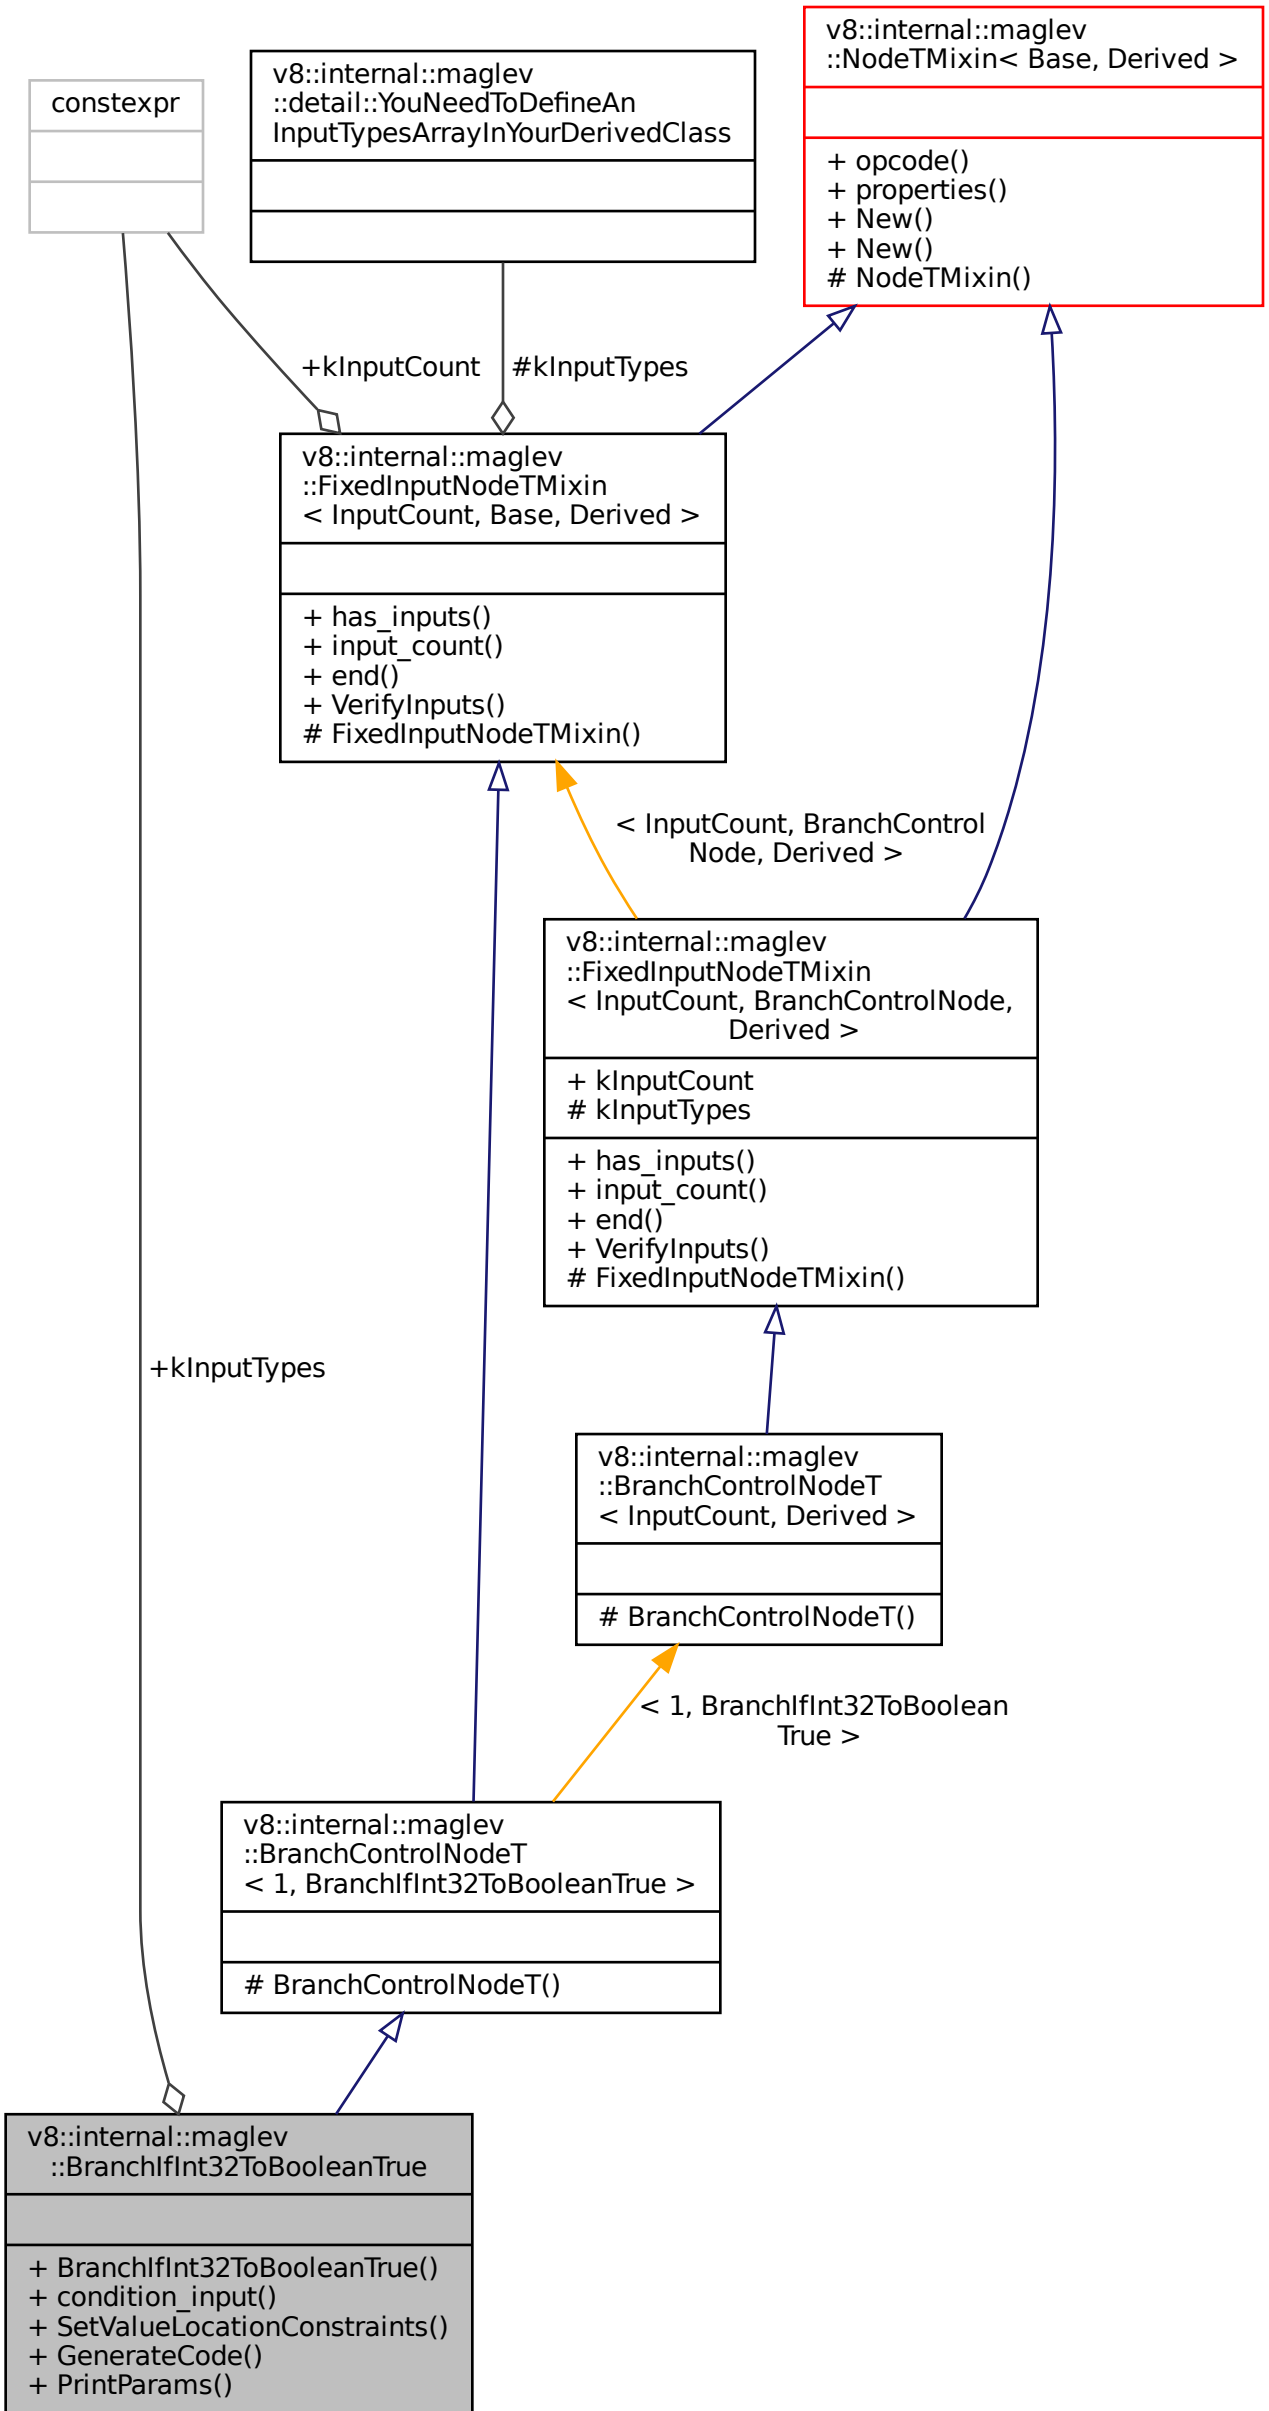 v8::internal::maglev
::NodeTMixin< Base, Derived >
+ opcode()
+ properties()
+ New()
+ New()
# NodeTMixin()
v8::internal::maglev
::detail::YouNeedToDefineAn
InputTypesArrayInYourDerivedClass
constexpr
+kInputCount
#kInputTypes
v8::internal::maglev
::FixedInputNodeTMixin
< InputCount, Base, Derived >
+ has_inputs()
+ input_count()
+ end()
+ VerifyInputs()
# FixedInputNodeTMixin()
< InputCount, BranchControl
Node, Derived >
v8::internal::maglev
::FixedInputNodeTMixin
< InputCount, BranchControlNode,
Derived >
+ kInputCount
# kInputTypes
+ has_inputs()
+ input_count()
+ end()
+ VerifyInputs()
# FixedInputNodeTMixin()
+kInputTypes
v8::internal::maglev
::BranchControlNodeT
< InputCount, Derived >
# BranchControlNodeT()
< 1, BranchIfInt32ToBoolean
True >
v8::internal::maglev
::BranchControlNodeT
< 1, BranchIfInt32ToBooleanTrue >
# BranchControlNodeT()
v8::internal::maglev
::BranchIfInt32ToBooleanTrue
+ BranchIfInt32ToBooleanTrue()
+ condition_input()
+ SetValueLocationConstraints()
+ GenerateCode()
+ PrintParams()